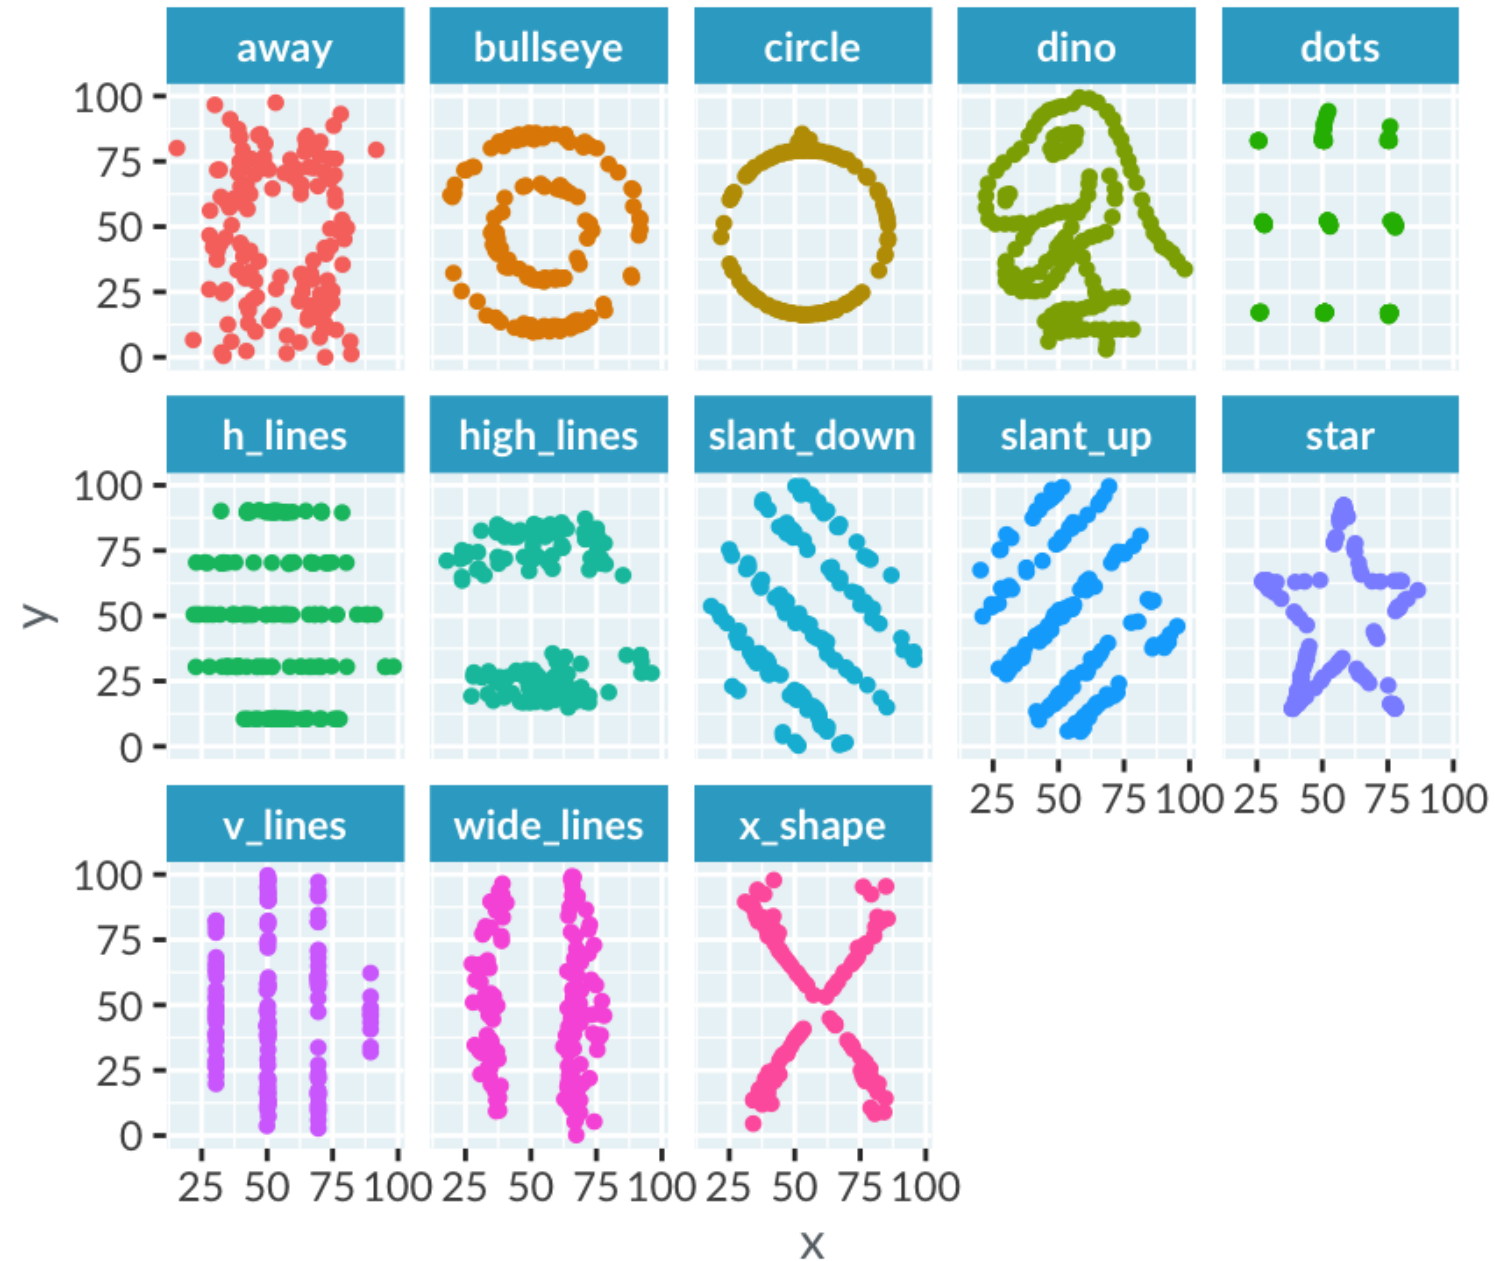 away bullseye circle dino dots
100
75
50
25
0
h_lines high_lines slant_down slant_up star
100
75
50
25
0
25 50 75 100 25 50 75 100
v_lines wide_lines x_shape
100
75
50
25
0
25 50 75 100 25 50 75 100 25 50 75 100
x
y